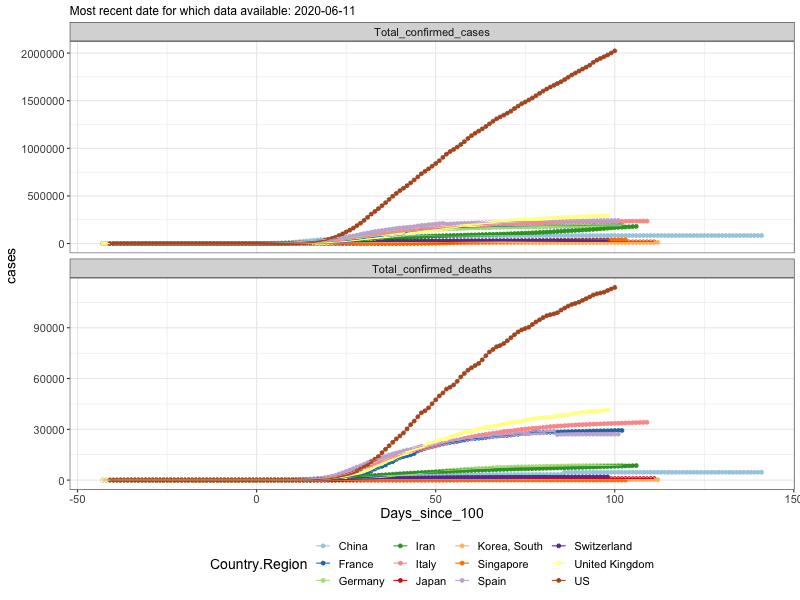 Most recent date for which data available: 2020-06-11
Total_confirmed_cases
2000000
1500000
1000000
500000
0
cases
Total_confirmed_deaths
90000
60000
30000
0
-50 0 50 100 150
Days_since_100
Country.Region
China Iran Korea, South Switzerland
France Italy Singapore United Kingdom
Germany Japan Spain US